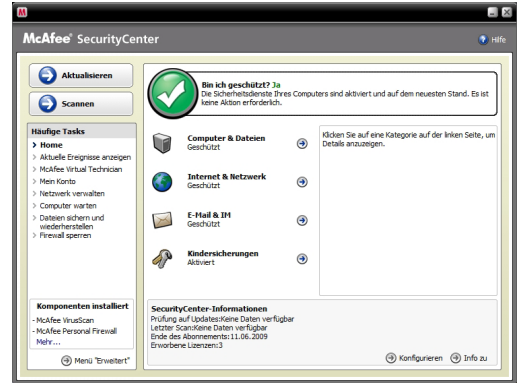 M
McAfee® SecurityCenter
Hilfe
Aktualisieren
Scannen
Häufige Tasks
Home
Aktuelle Ereignisse anzeigen
McAfee Virtual Technician
Mein Konto
Netzwerk verwalten
Computer warten
Dateien sichern und
wiederherstellen
Firewall sperren
Komponenten installiert
- McAfee VirusScan
- McAfee Personal Firewall
Mehr...
Menü "Erweitert"
Bin ich geschützt? Ja
Die Sicherheitsdienste Ihres Computers sind aktiviert und auf dem neuesten Stand. Es ist
keine Aktion erforderlich.
Computer & Dateien
Geschützt
Internet & Netzwerk
Geschützt
E-Mail & IM
Geschützt
Kindersicherungen
Aktiviert
Klicken Sie auf eine Kategorie auf der linken Seite, um
Details anzuzeigen.
SecurityCenter-Informationen
Prüfung auf Updates:Keine Daten verfügbar
Letzter Scan:Keine Daten verfügbar
Ende des Abonnements:11.06.2009
Erworbene Lizenzen:3
Konfigurieren
Info zu